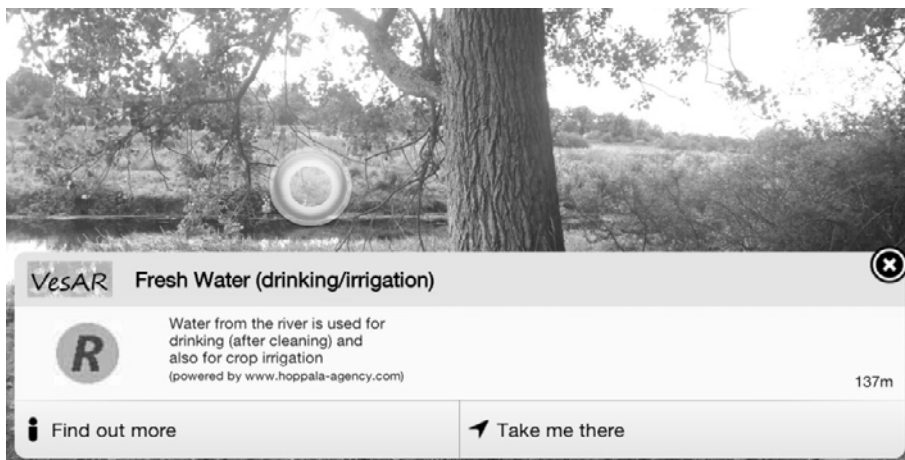 VesAR Fresh Water (drinking/irrigation)
R
Water from the river is used for
drinking (after cleaning) and
also for crop irrigation
(powered by www.hoppala-agency.com)
137m
Find out more
Take me there